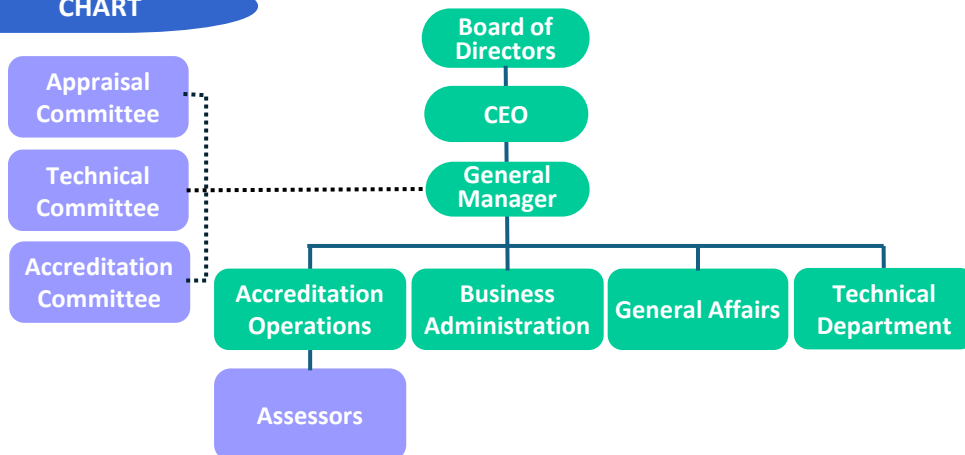 CHART
Board of
Directors
Appraisal
Committee
CEO
Technical
Committee
General
Manager
Accreditation
Committee
Accreditation
Operations
Business
Administration
General Affairs
Technical
Department
Assessors